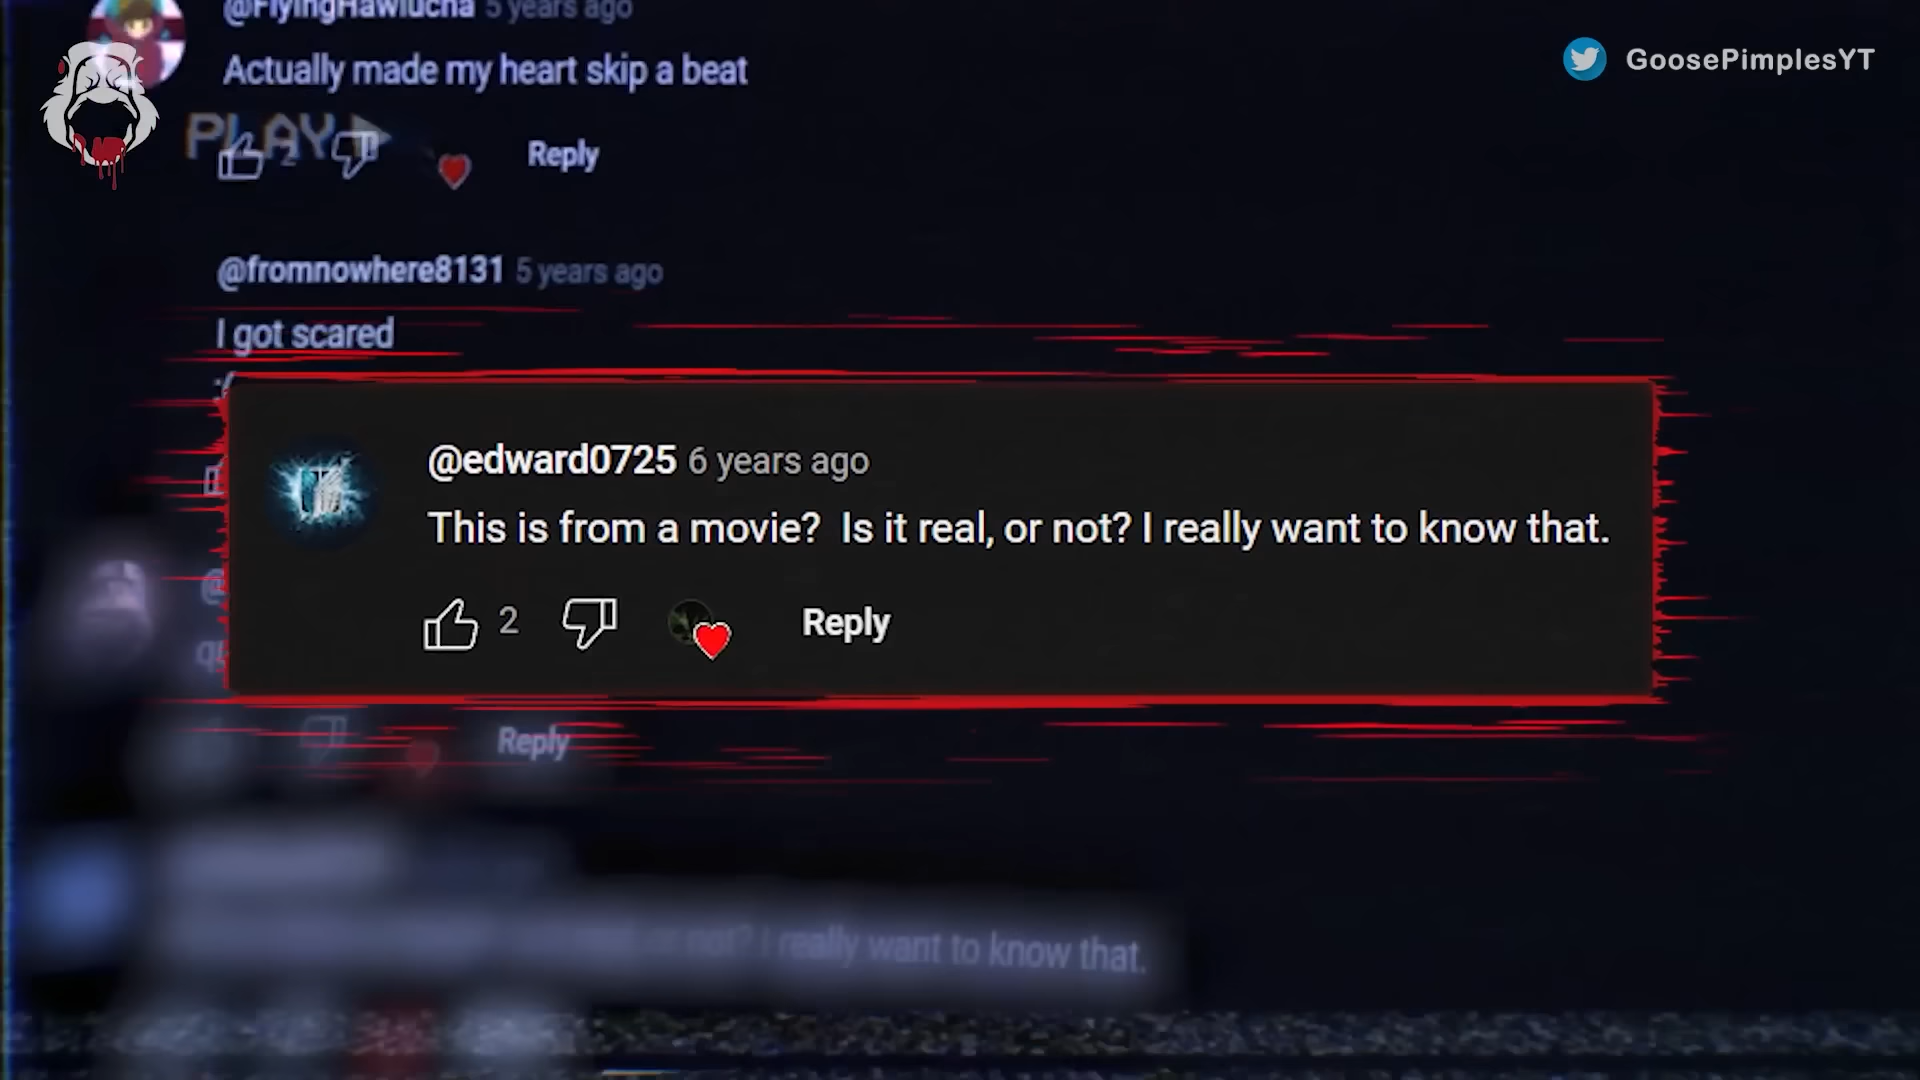 @FlyingHawlucha 5 years ago
GoosePimplesYT
Actually made my heart skip a beat
PLAY
2
Reply
@fromnowhere8131 5 years ago
I got scared
@edward0725 6 years ago
This is from a movie? Is it real, or not? I really want to know that.
2
Reply
Reply
or not? I really want to know that.